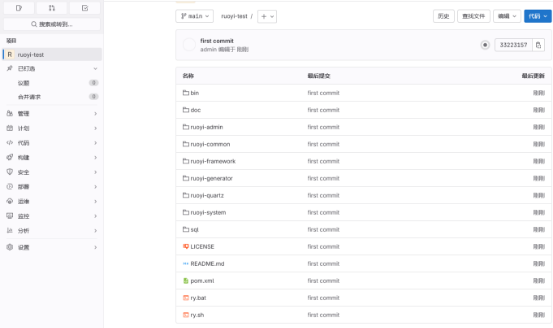 搜索或转到...
项目
R ruoyi-test
已钉选
议题 0
合并请求 0
管理
计划
代码
构建
安全
部署
运维
监控
分析
设置
main ruoyi-test / +
历史 查找文件 编辑 代码
first commit
admin 编辑于 刚刚
33223157
名称 最后提交 最后更新
bin first commit 刚刚
doc first commit 刚刚
ruoyi-admin first commit 刚刚
ruoyi-common first commit 刚刚
ruoyi-framework first commit 刚刚
ruoyi-generator first commit 刚刚
ruoyi-quartz first commit 刚刚
ruoyi-system first commit 刚刚
sql first commit 刚刚
LICENSE first commit 刚刚
README.md first commit 刚刚
pom.xml first commit 刚刚
ry.bat first commit 刚刚
ry.sh first commit 刚刚